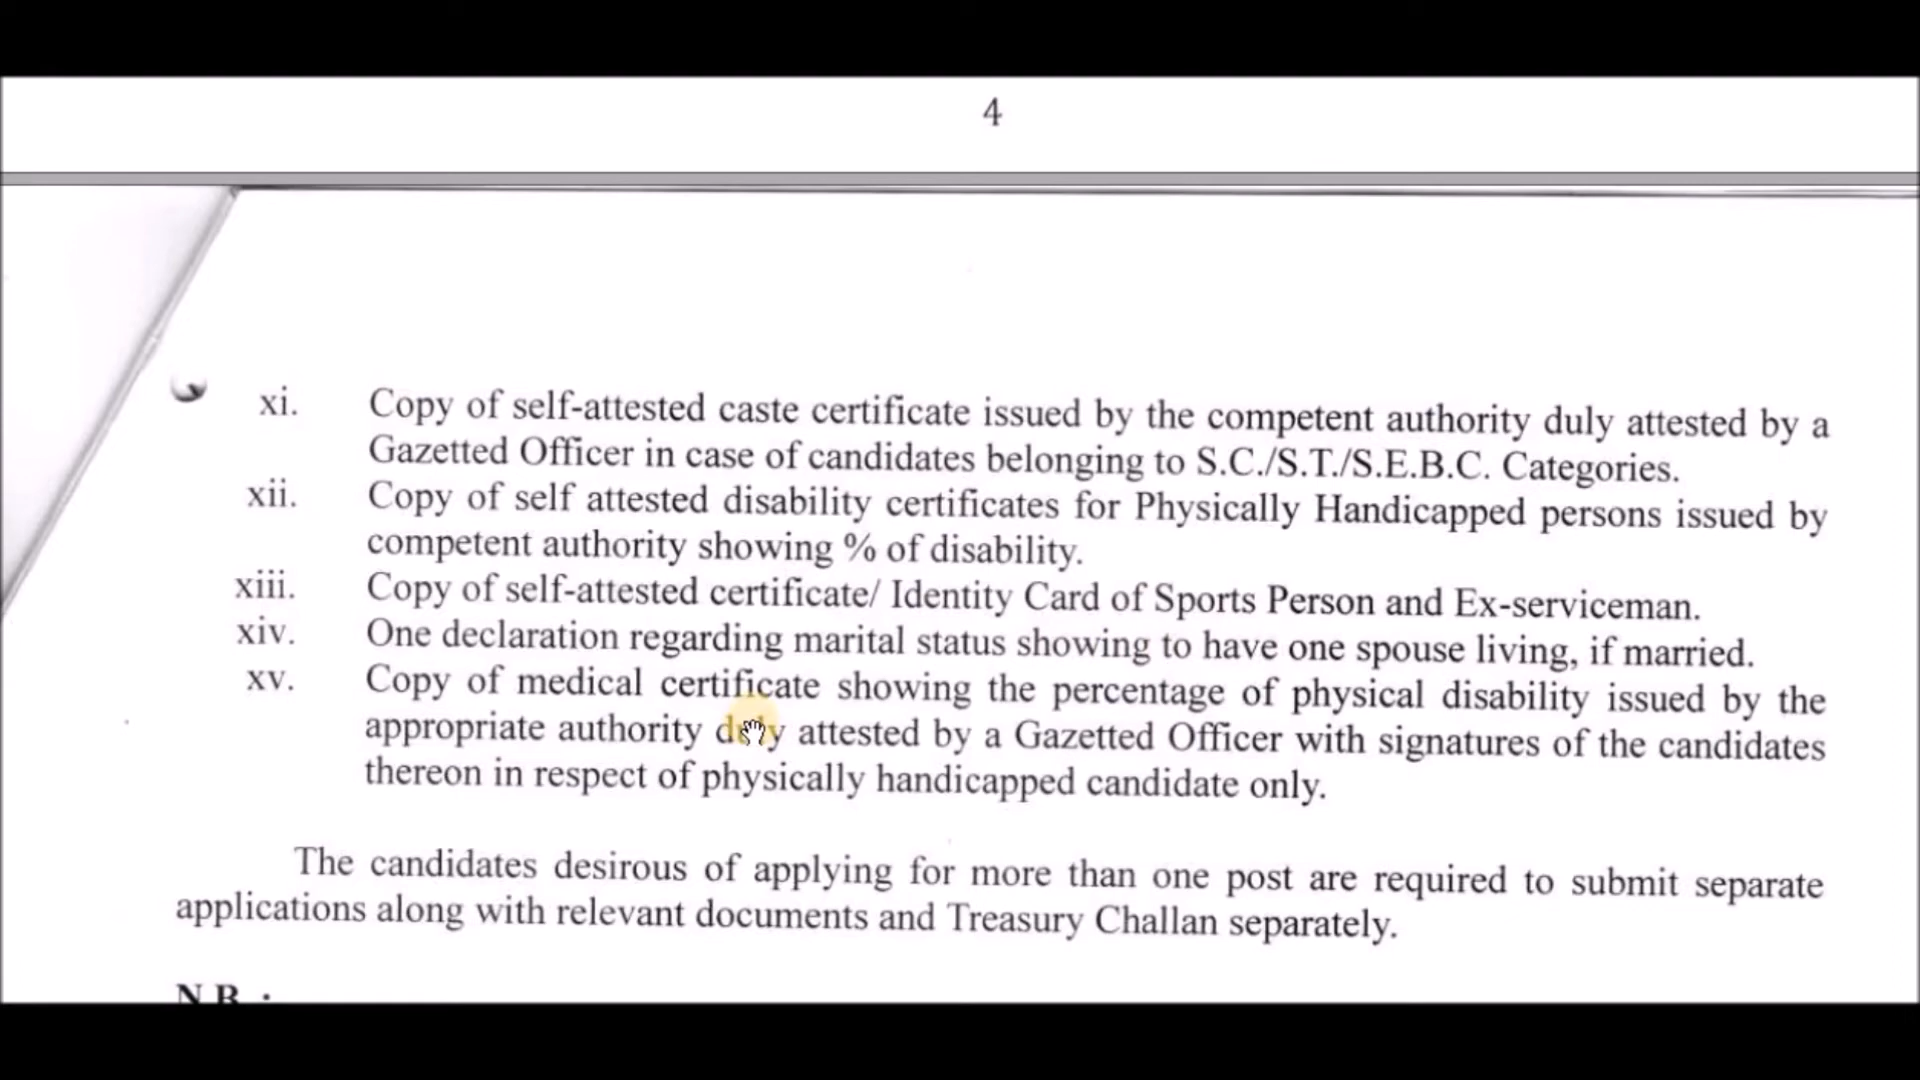 4
xi. Copy of self-attested caste certificate issued by the competent authority duly attested by a
Gazetted Officer in case of candidates belonging to S.C./S.T./S.E.B.C. Categories.
xii. Copy of self attested disability certificates for Physically Handicapped persons issued by
competent authority showing % of disability.
xiii. Copy of self-attested certificate/ Identity Card of Sports Person and Ex-serviceman.
xiv. One declaration regarding marital status showing to have one spouse living, if married.
xv. Copy of medical certificate showing the percentage of physical disability issued by the
appropriate authority duly attested by a Gazetted Officer with signatures of the candidates
thereon in respect of physically handicapped candidate only.
The candidates desirous of applying for more than one post are required to submit separate
applications along with relevant documents and Treasury Challan separately.
N.B. :